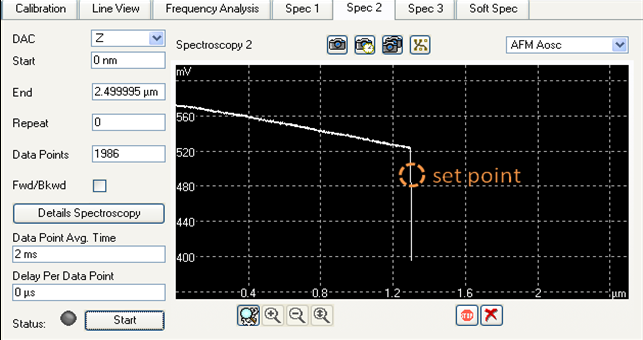 Calibration Line View Frequency Analysis Spec 1 Spec 2 Spec 3 Soft Spec
DAC Z
Spectroscopy 2
AFM Aosc
Start 0 nm
End 2.499995 µm
Repeat 0
Data Points 1986
Fwd/Bkwd
Details Spectroscopy
Data Point Avg. Time
2 ms
Delay Per Data Point
0 µs
Status: Start
mV
560
520
480
440
400
set point
0.4 0.8 1.2 1.6 2 µm